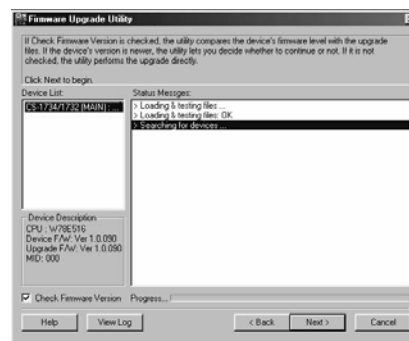 Firmware Upgrade Utility
If Check Firmware Version is checked, the utility compares the device's firmware level with the upgrade
files. If the device's version is newer, the utility lets you decide whether to continue or not. If it is not
checked, the utility performs the upgrade directly.
Click Next to begin.
Device List:
Status Messges:
CS-1734/1732 (MAIN) : ...
> Loading & testing files ...
> Loading & testing files: OK
> Searching for devices ...
Device Description
CPU : W78E516
Device F/W: Ver 1.0.090
Upgrade F/W: Ver 1.0.090
MID: 000
Check Firmware Version
Progress...
Help
View Log
< Back
Next >
Cancel